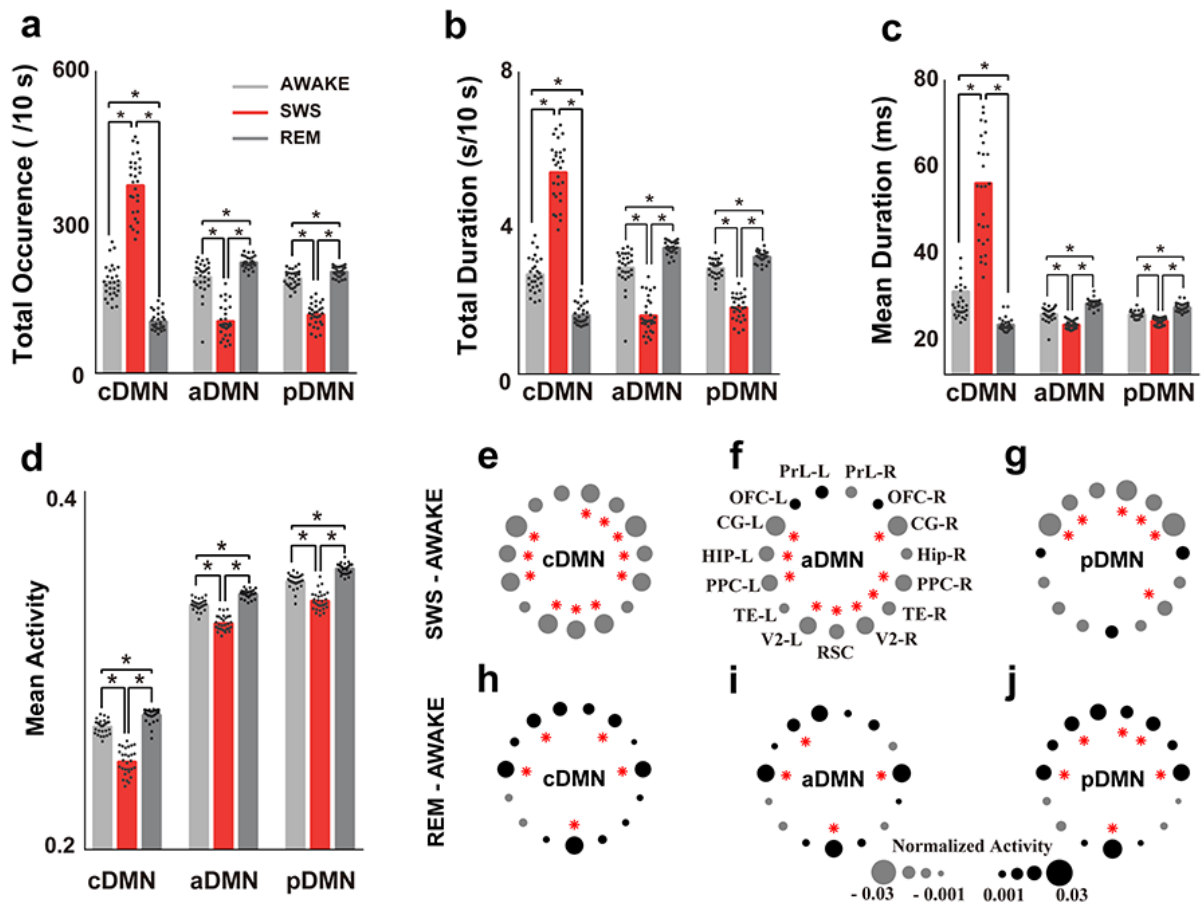 a
b
c
Total Occurence ( /10 s)
600
300
0
AWAKE
SWS
REM
* * *
* * *
* * *
cDMN aDMN pDMN
Total Duration (s/10 s)
8
4
0
* * *
* * *
* * *
cDMN aDMN pDMN
Mean Duration (ms)
80
60
40
20
* * *
* * *
* * *
cDMN aDMN pDMN
d
Mean Activity
0.4
0.2
* * *
* * *
* * *
cDMN aDMN pDMN
SWS - AWAKE
e
cDMN
f
PrL-L PrL-R
OFC-L OFC-R
CG-L CG-R
HIP-L aDMN Hip-R
PPC-L PPC-R
TE-L TE-R
V2-L V2-R
RSC
g
pDMN
REM - AWAKE
h
cDMN
i
aDMN
j
pDMN
Normalized Activity
- 0.03 - 0.001 0.001 0.03